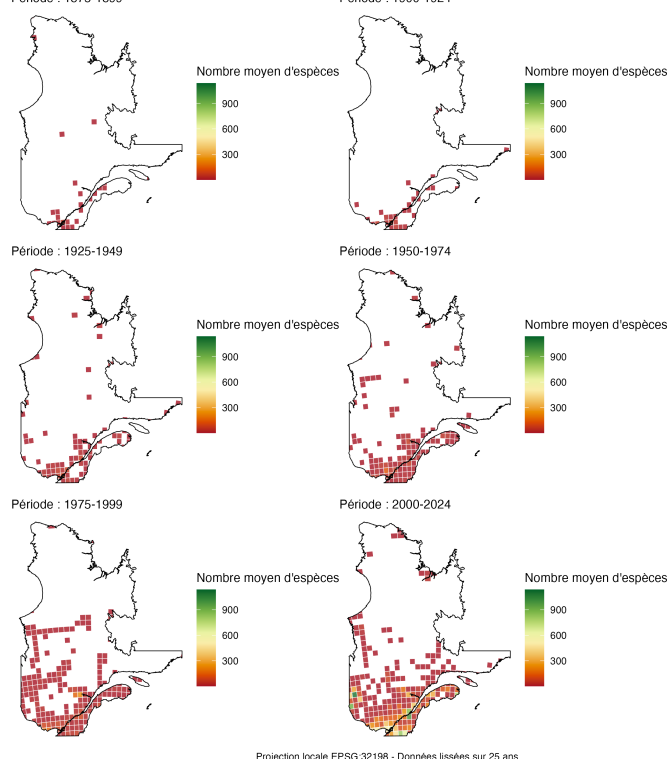 Période : 1875-1899 Période : 1900-1924
Nombre moyen d'espèces Nombre moyen d'espèces
900 900
600 600
300 300
Période : 1925-1949 Période : 1950-1974
Nombre moyen d'espèces Nombre moyen d'espèces
900 900
600 600
300 300
Période : 1975-1999 Période : 2000-2024
Nombre moyen d'espèces Nombre moyen d'espèces
900 900
600 600
300 300
Projection locale EPSG:32198 - Données lissées sur 25 ans